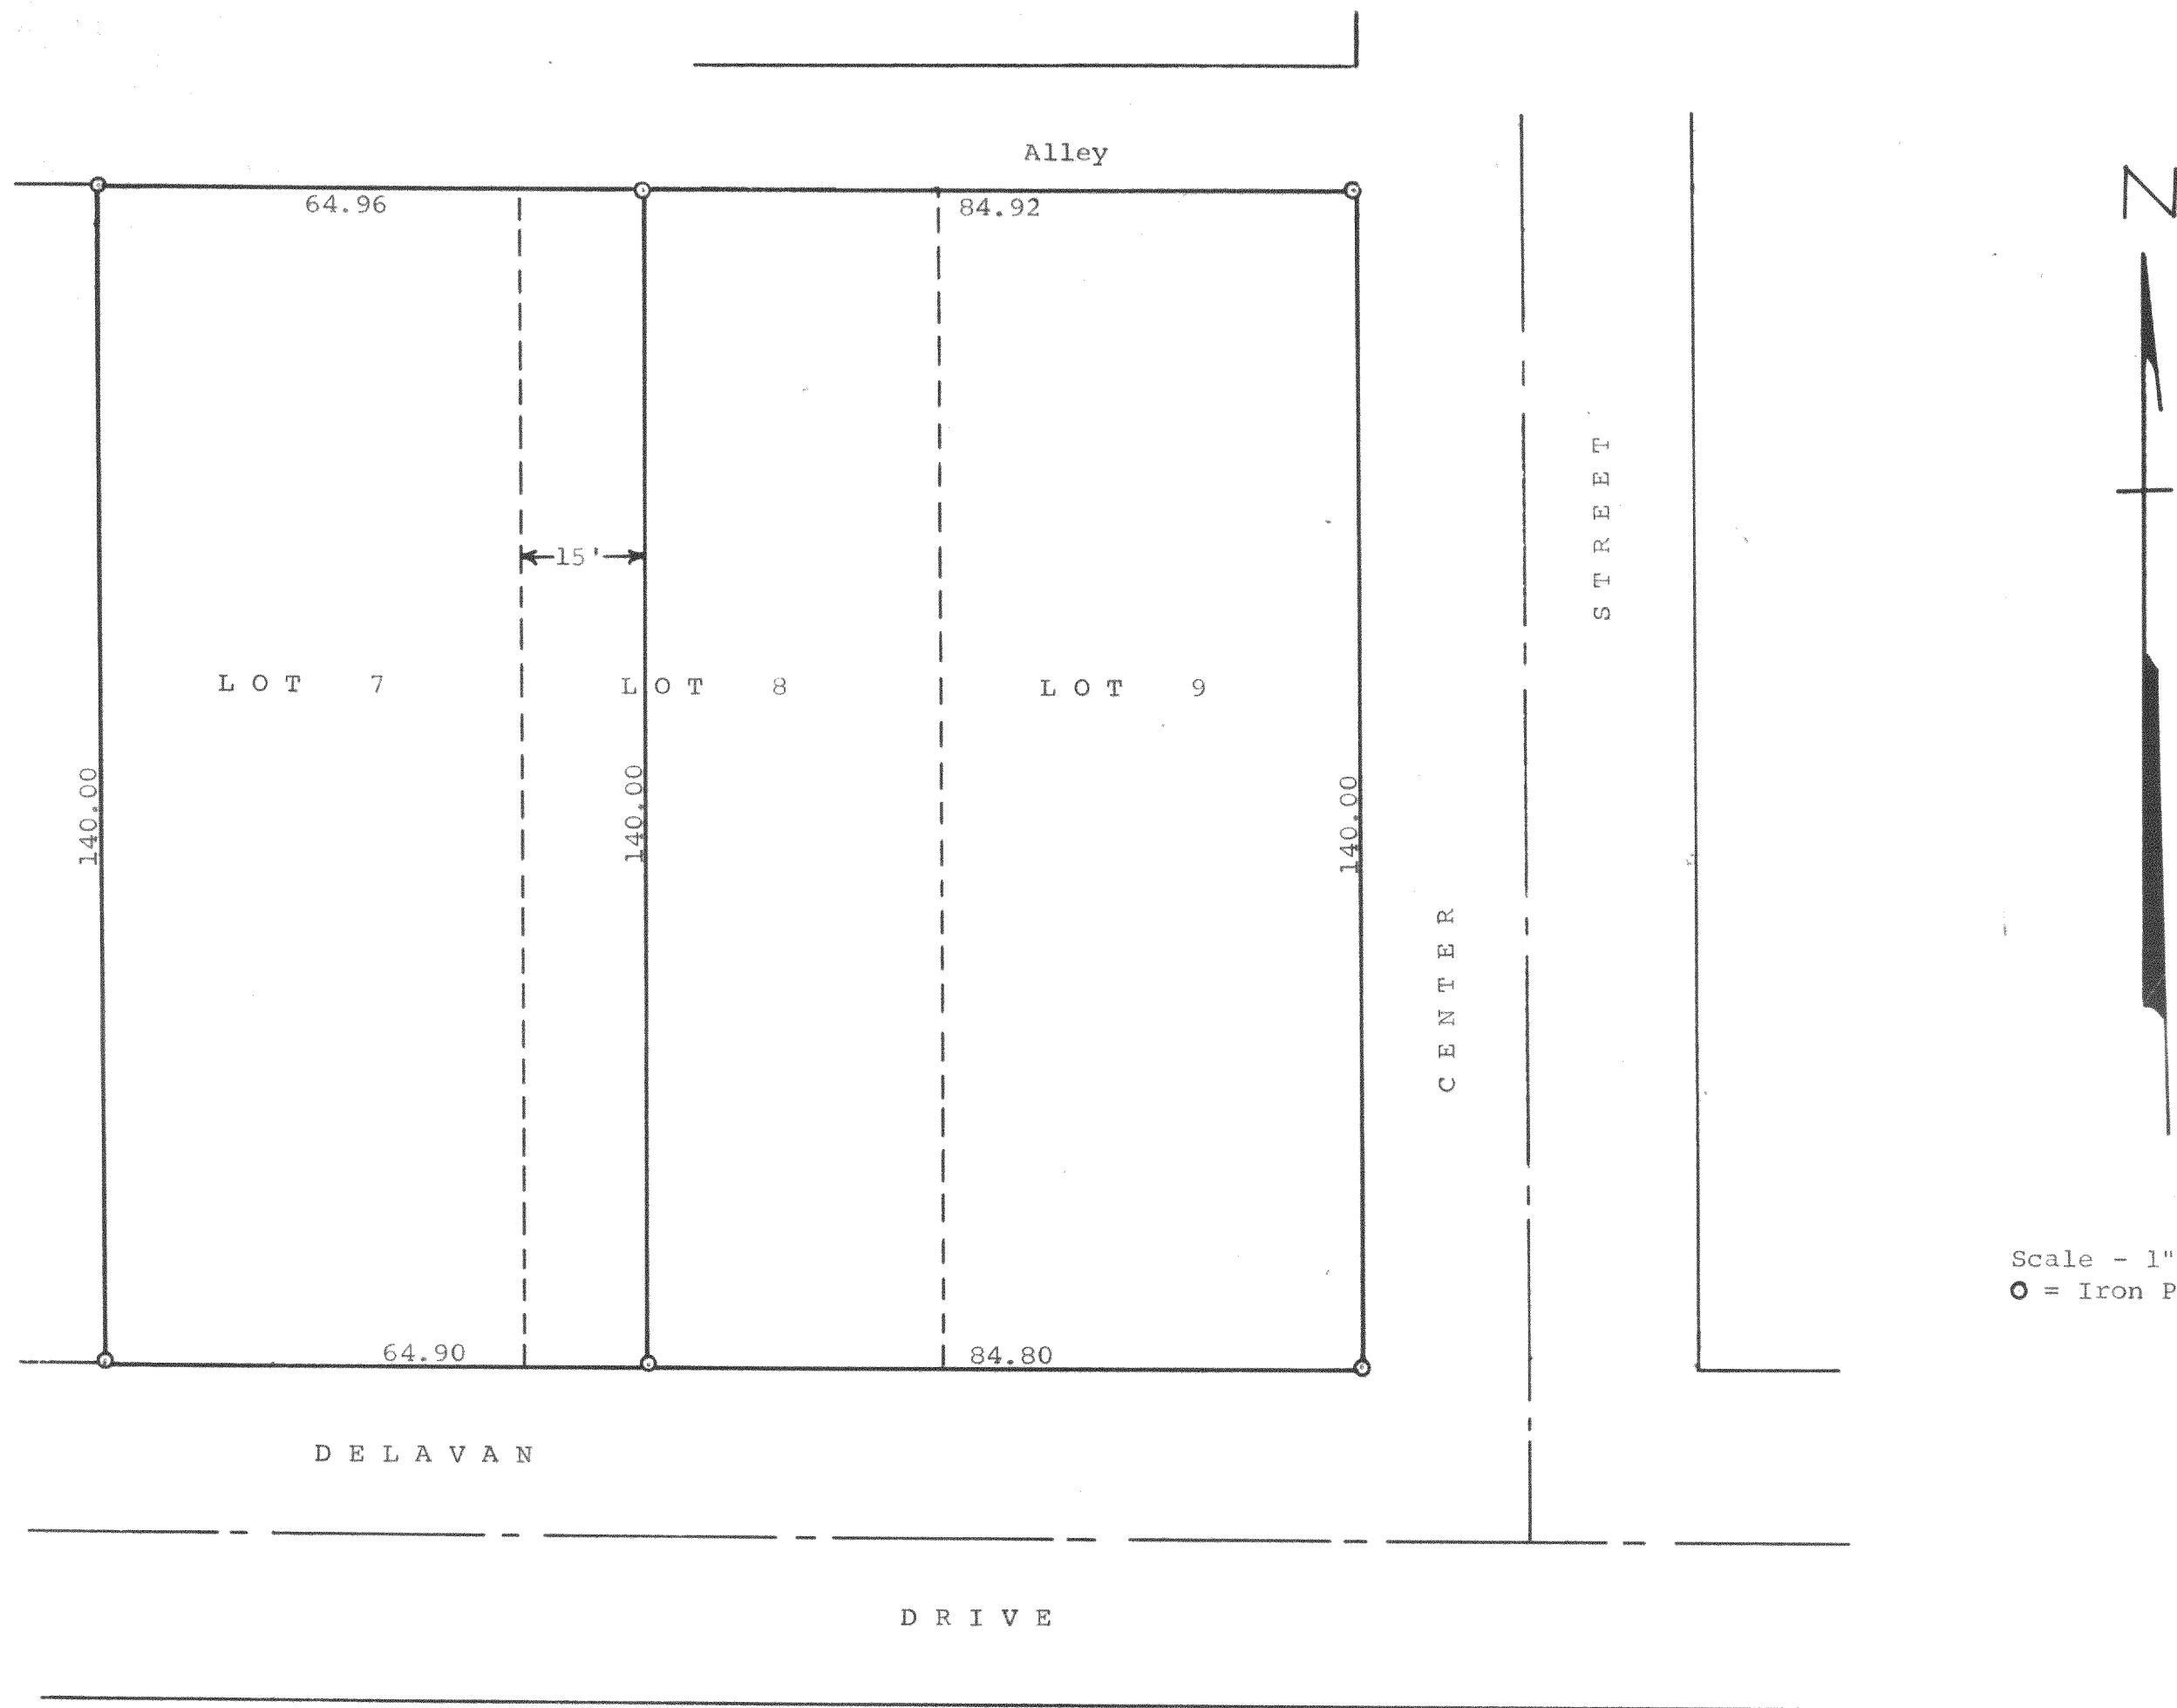 Alley
64.96
84.92
N
STREET
15'
LOT 7
LOT 8
LOT 9
140.00
140.00
140.00
CENTER
Scale - 1"
= Iron P
64.90
84.80
DELAVAN
DRIVE